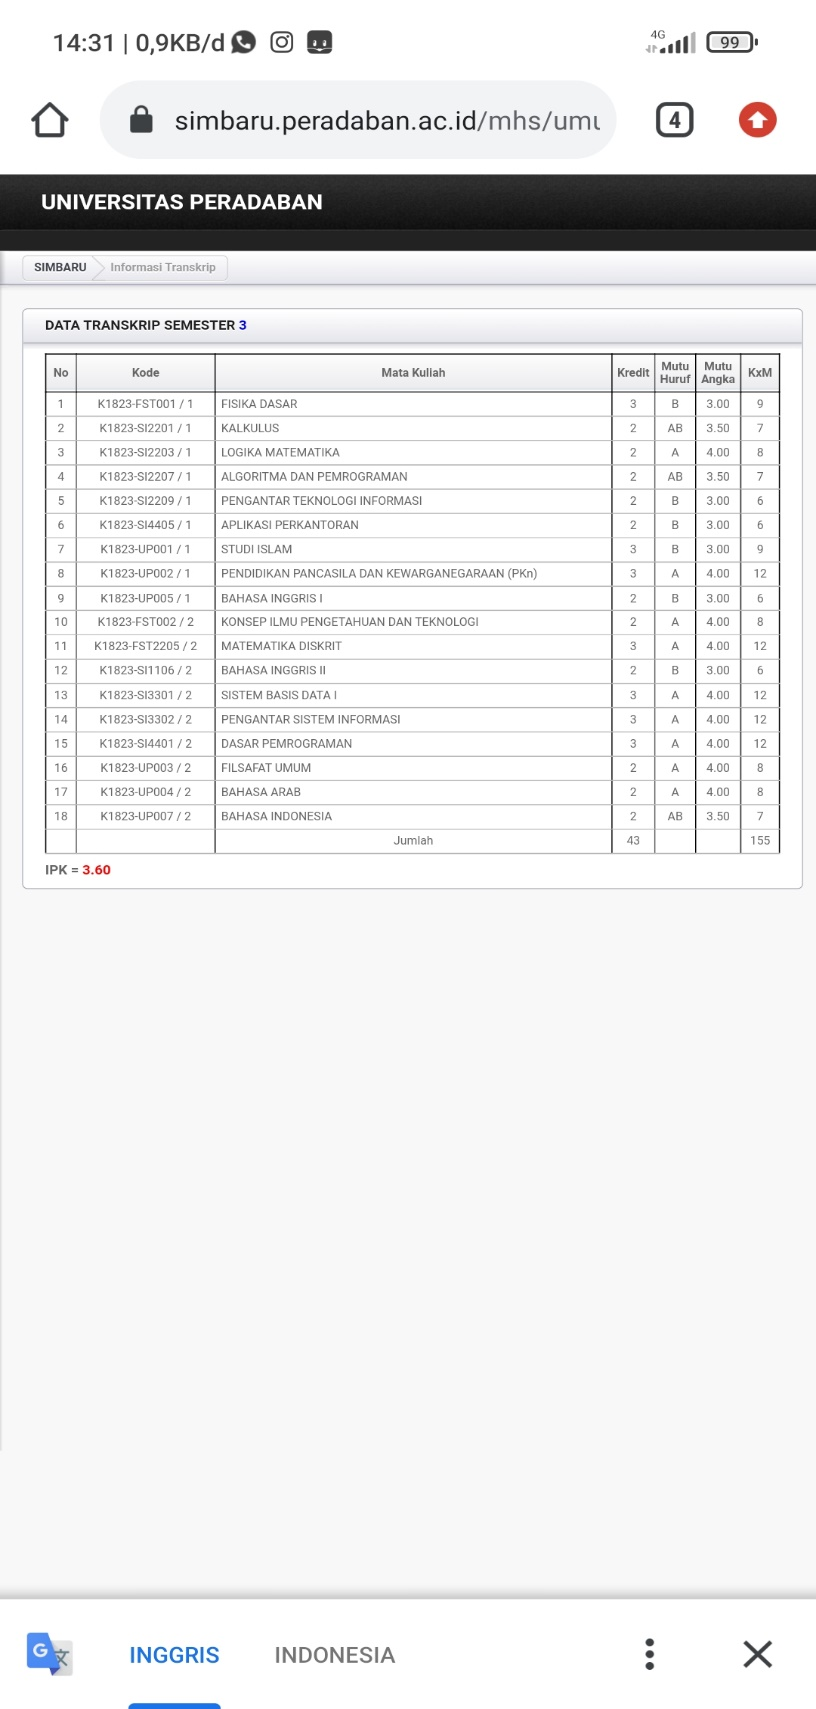 14:31 | 0,9KB/d 4G 99
simbaru.peradaban.ac.id/mhs/umu 4
UNIVERSITAS PERADABAN
SIMBARU Informasi Transkrip
DATA TRANSKRIP SEMESTER 3
No Kode Mata Kuliah Kredit Mutu Huruf Mutu Angka KxM
1 K1823-FST001 / 1 FISIKA DASAR 3 B 3.00 9
2 K1823-SI2201 / 1 KALKULUS 2 AB 3.50 7
3 K1823-SI2203 / 1 LOGIKA MATEMATIKA 2 A 4.00 8
4 K1823-SI2207 / 1 ALGORITMA DAN PEMROGRAMAN 2 AB 3.50 7
5 K1823-SI2209 / 1 PENGANTAR TEKNOLOGI INFORMASI 2 B 3.00 6
6 K1823-SI4405 / 1 APLIKASI PERKANTORAN 2 B 3.00 6
7 K1823-UP001 / 1 STUDI ISLAM 3 B 3.00 9
8 K1823-UP002 / 1 PENDIDIKAN PANCASILA DAN KEWARGANEGARAAN (PKn) 3 A 4.00 12
9 K1823-UP005 / 1 BAHASA INGGRIS I 2 B 3.00 6
10 K1823-FST002 / 2 KONSEP ILMU PENGETAHUAN DAN TEKNOLOGI 2 A 4.00 8
11 K1823-FST2205 / 2 MATEMATIKA DISKRIT 3 A 4.00 12
12 K1823-SI1106 / 2 BAHASA INGGRIS II 2 B 3.00 6
13 K1823-SI3301 / 2 SISTEM BASIS DATA I 3 A 4.00 12
14 K1823-SI3302 / 2 PENGANTAR SISTEM INFORMASI 3 A 4.00 12
15 K1823-SI4401 / 2 DASAR PEMROGRAMAN 3 A 4.00 12
16 K1823-UP003 / 2 FILSAFAT UMUM 2 A 4.00 8
17 K1823-UP004 / 2 BAHASA ARAB 2 A 4.00 8
18 K1823-UP007 / 2 BAHASA INDONESIA 2 AB 3.50 7
Jumlah 43 155
IPK = 3.60
G 文 INGGRIS INDONESIA